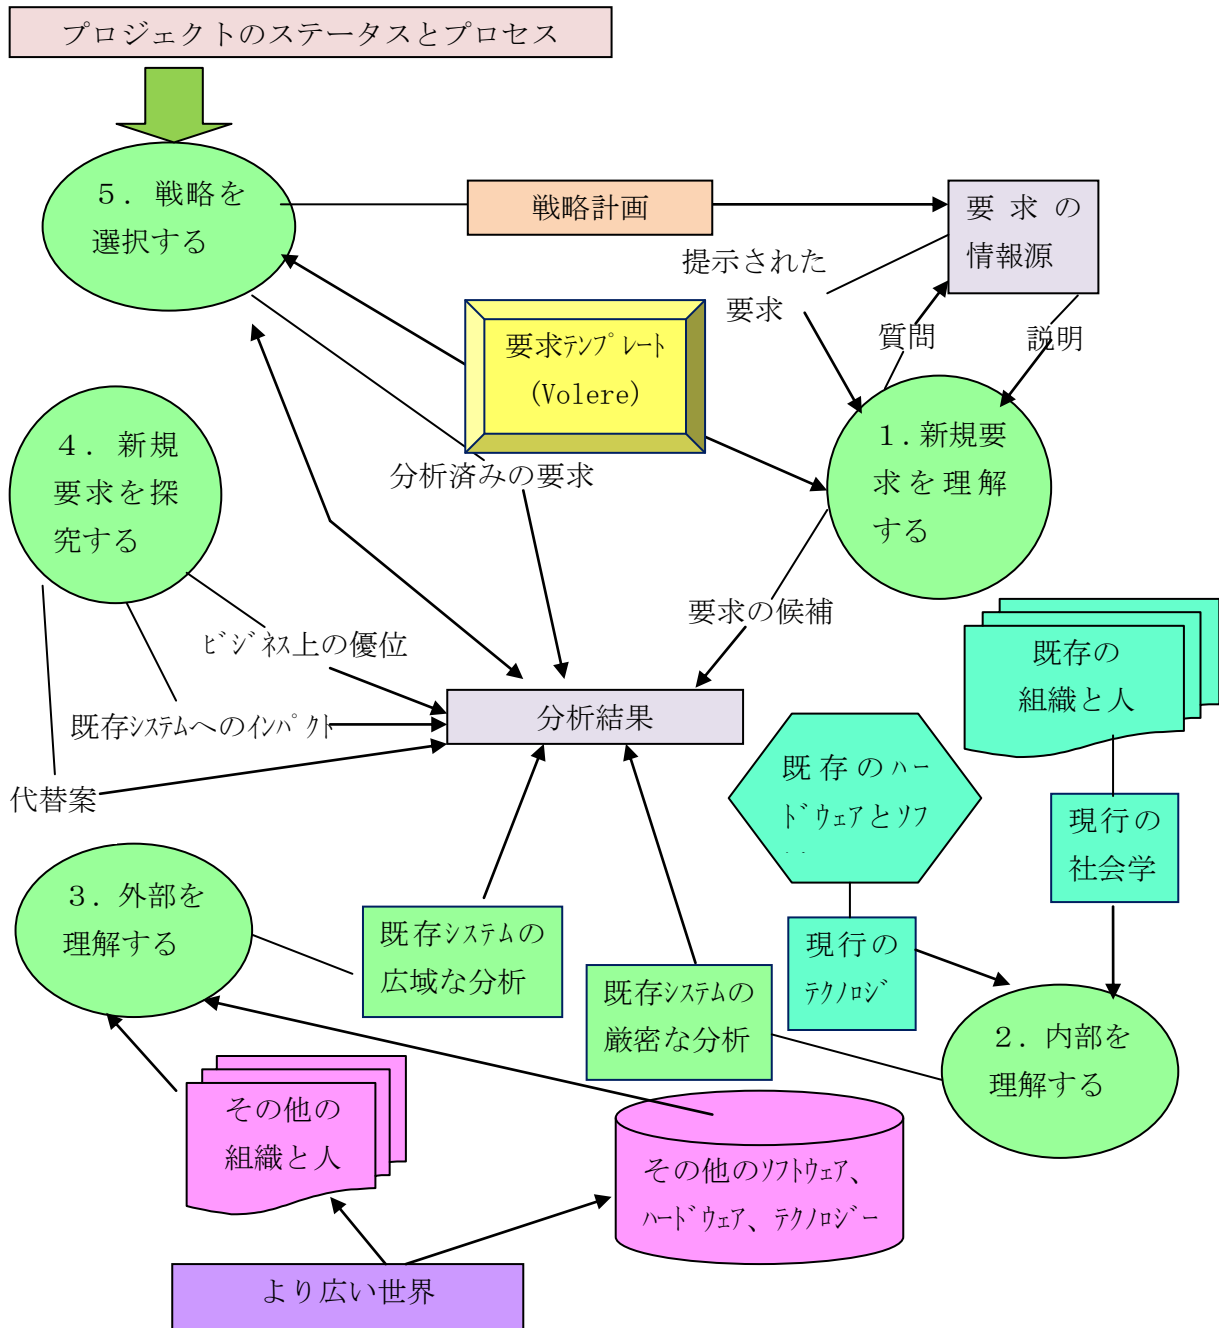 プロジェクトのステータスとプロセス
５．戦略を
選択する
戦略計画
要求の
情報源
提示された
要求
質問
説明
要求ﾃﾝﾌﾟﾚｰﾄ
(Volere)
４．新規
要求を探
究する
分析済みの要求
１.新規要
求を理解
する
要求の候補
ﾋﾞｼﾞﾈｽ上の優位
既存ｼｽﾃﾑへのｲﾝﾊﾟｸﾄ
代替案
分析結果
既存の
組織と人
既存のﾊｰ
ﾄﾞｳｪｱとｿﾌ
現行の
社会学
３．外部を
理解する
既存ｼｽﾃﾑの
広域な分析
既存ｼｽﾃﾑの
厳密な分析
現行の
ﾃｸﾉﾛｼﾞ
２．内部を
理解する
その他の
組織と人
その他のｿﾌﾄｳｪｱ、
ﾊｰﾄﾞｳｪｱ、ﾃｸﾉﾛｼﾞｰ
より広い世界